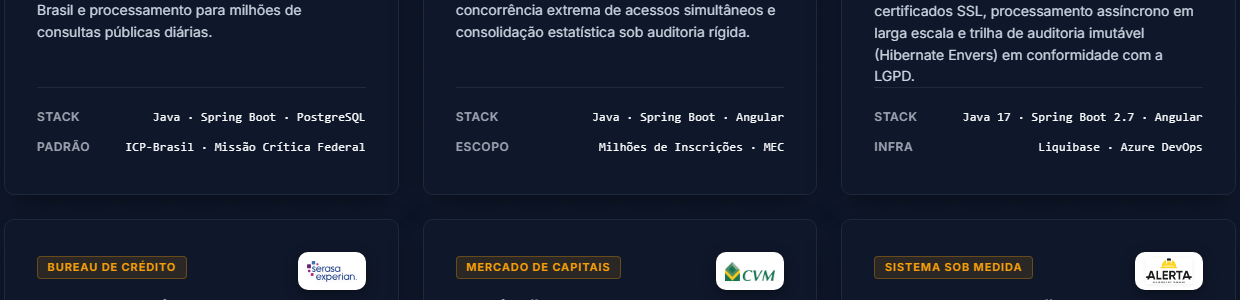 Brasil e processamento para milhões de
consultas públicas diárias.
STACK Java · Spring Boot · PostgreSQL
PADRÃO ICP-Brasil · Missão Crítica Federal
concorrência extrema de acessos simultâneos e
consolidação estatística sob auditoria rígida.
STACK Java · Spring Boot · Angular
ESCOPO Milhões de Inscrições · MEC
certificados SSL, processamento assíncrono em
larga escala e trilha de auditoria imutável
(Hibernate Envers) em conformidade com a
LGPD.
STACK Java 17 · Spring Boot 2.7 · Angular
INFRA Liquibase · Azure DevOps
BUREAU DE CRÉDITO
serasa
experian.
MERCADO DE CAPITAIS
CVM
SISTEMA SOB MEDIDA
ALERTA